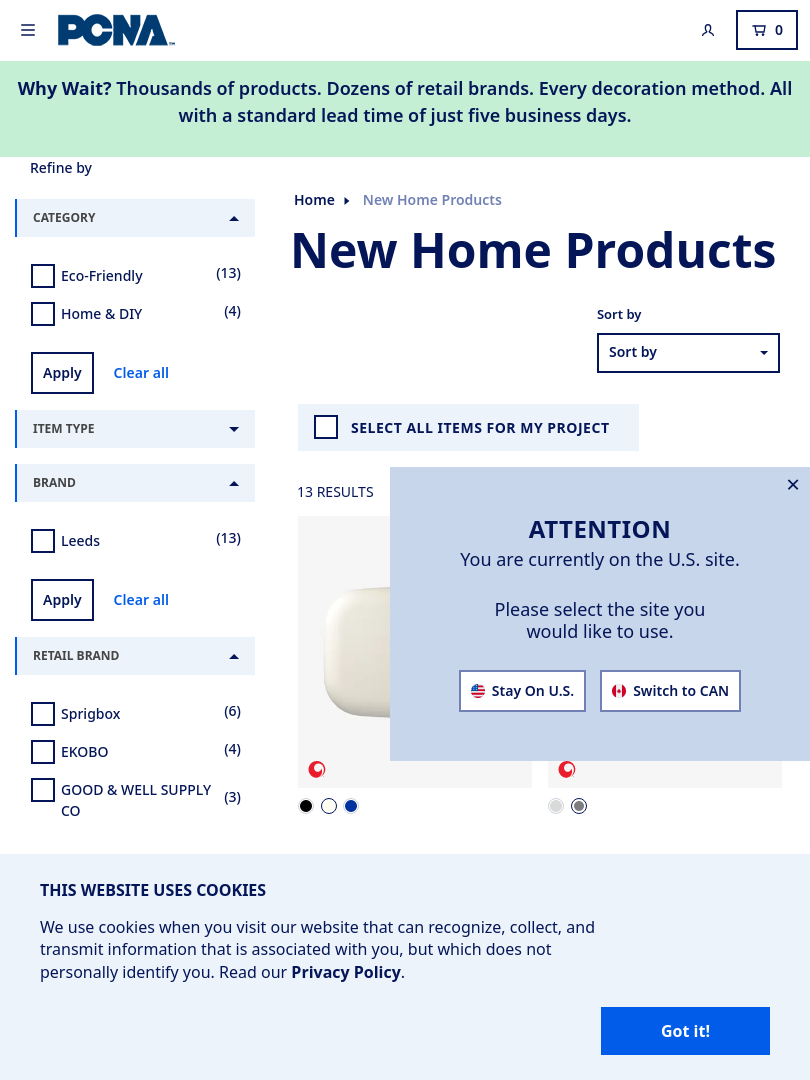 PCNA
0
Why Wait? Thousands of products. Dozens of retail brands. Every decoration method. All
with a standard lead time of just five business days.
Refine by
CATEGORY
Eco-Friendly (13)
Home & DIY (4)
Apply Clear all
ITEM TYPE
BRAND
Leeds (13)
Apply Clear all
RETAIL BRAND
Sprigbox (6)
EKOBO (4)
GOOD & WELL SUPPLY
CO (3)
Home New Home Products
New Home Products
Sort by
Sort by
SELECT ALL ITEMS FOR MY PROJECT
13 RESULTS
ATTENTION
You are currently on the U.S. site.
Please select the site you
would like to use.
Stay On U.S. Switch to CAN
THIS WEBSITE USES COOKIES
We use cookies when you visit our website that can recognize, collect, and
transmit information that is associated with you, but which does not
personally identify you. Read our Privacy Policy.
Got it!